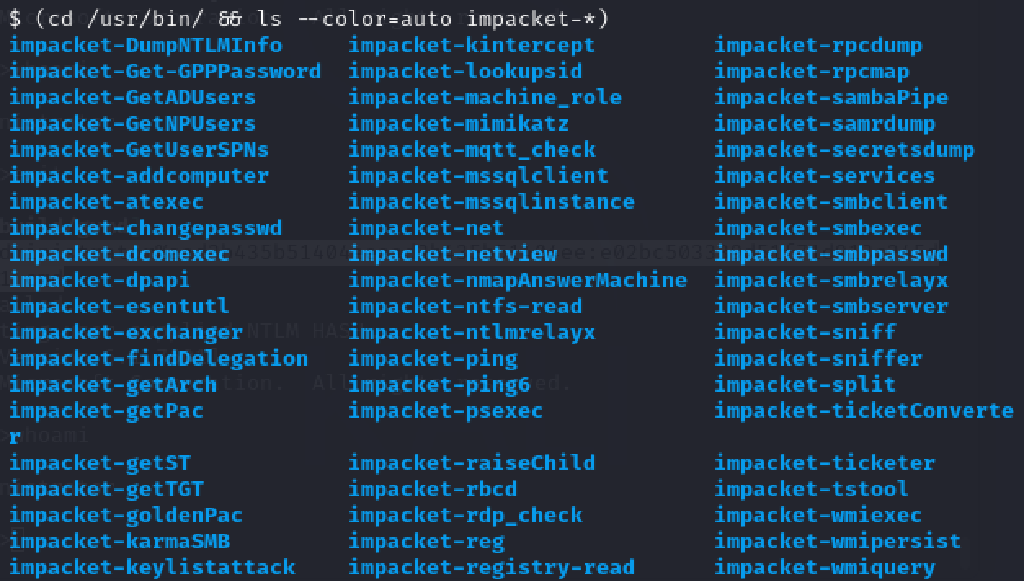 $ (cd /usr/bin/ && ls --color=auto impacket-*)
impacket-DumpNTLMInfo impacket-kintercept impacket-rpcdump
impacket-Get-GPPPassword impacket-lookupsid impacket-rpcmap
impacket-GetADUsers impacket-machine_role impacket-sambaPipe
impacket-GetNPUsers impacket-mimikatz impacket-samrdump
impacket-GetUserSPNs impacket-mqtt_check impacket-secretsdump
impacket-addcomputer impacket-mssqlclient impacket-services
impacket-atexec impacket-mssqlinstance impacket-smbclient
impacket-changepasswd impacket-net impacket-smbexec
impacket-dcomexec impacket-netview impacket-smbpasswd
impacket-dpapi impacket-nmapAnswerMachine impacket-smbrelayx
impacket-esentutl impacket-ntfs-read impacket-smbserver
impacket-exchanger impacket-ntlmrelayx impacket-sniff
impacket-findDelegation impacket-ping impacket-sniffer
impacket-getArch impacket-ping6 impacket-split
impacket-getPac impacket-psexec impacket-ticketConverte
r
impacket-getST impacket-raiseChild impacket-ticketer
impacket-getTGT impacket-rbcd impacket-tstool
impacket-goldenPac impacket-rdp_check impacket-wmiexec
impacket-karmaSMB impacket-reg impacket-wmipersist
impacket-keylistattack impacket-registry-read impacket-wmiquery